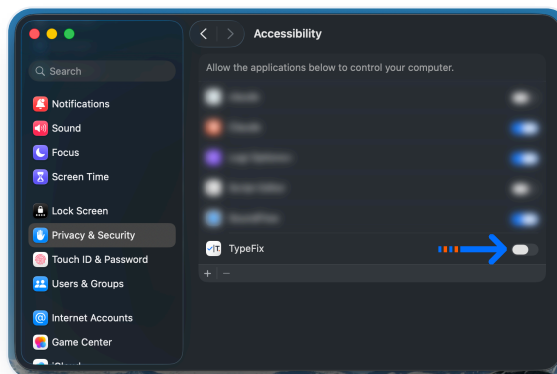 Accessibility
Search
Allow the applications below to control your computer.
Notifications
Sound
Focus
Screen Time
Lock Screen
Privacy & Security
Touch ID & Password
Users & Groups
Internet Accounts
Game Center
TypeFix
+ −